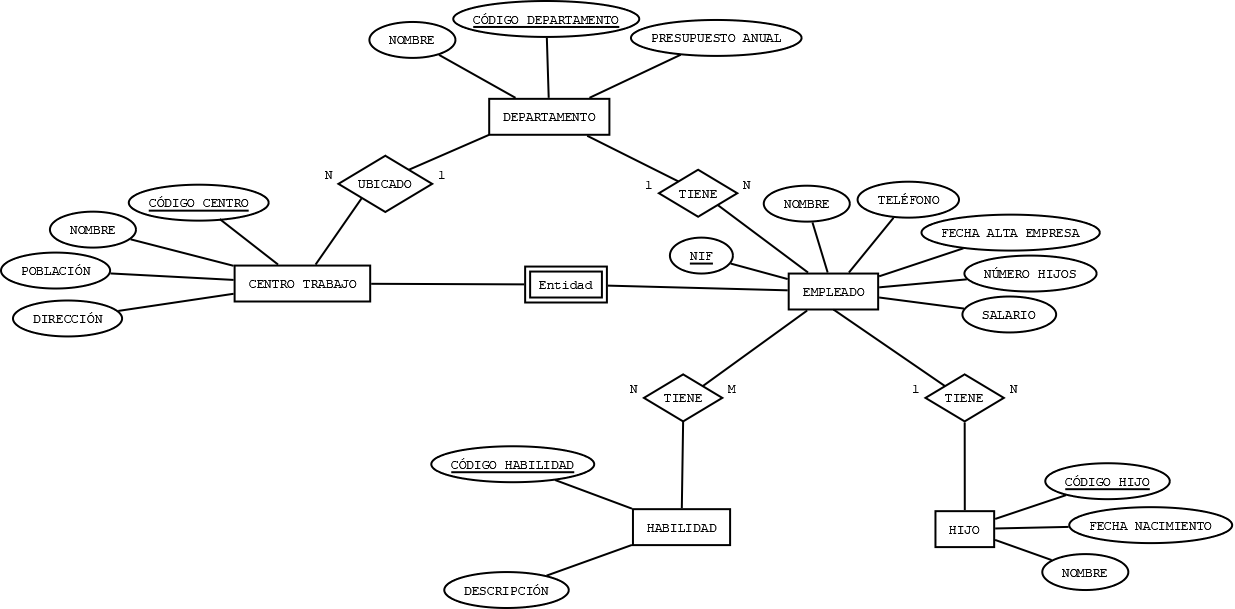 CÓDIGO DEPARTAMENTO
NOMBRE
PRESUPUESTO ANUAL
DEPARTAMENTO
N
UBICADO
1
1
TIENE
N
CÓDIGO CENTRO
NOMBRE
POBLACIÓN
DIRECCIÓN
CENTRO TRABAJO
Entidad
NIF
NOMBRE
TELÉFONO
FECHA ALTA EMPRESA
NÚMERO HIJOS
SALARIO
EMPLEADO
N
TIENE
M
1
TIENE
N
CÓDIGO HABILIDAD
HABILIDAD
DESCRIPCIÓN
CÓDIGO HIJO
FECHA NACIMIENTO
HIJO
NOMBRE